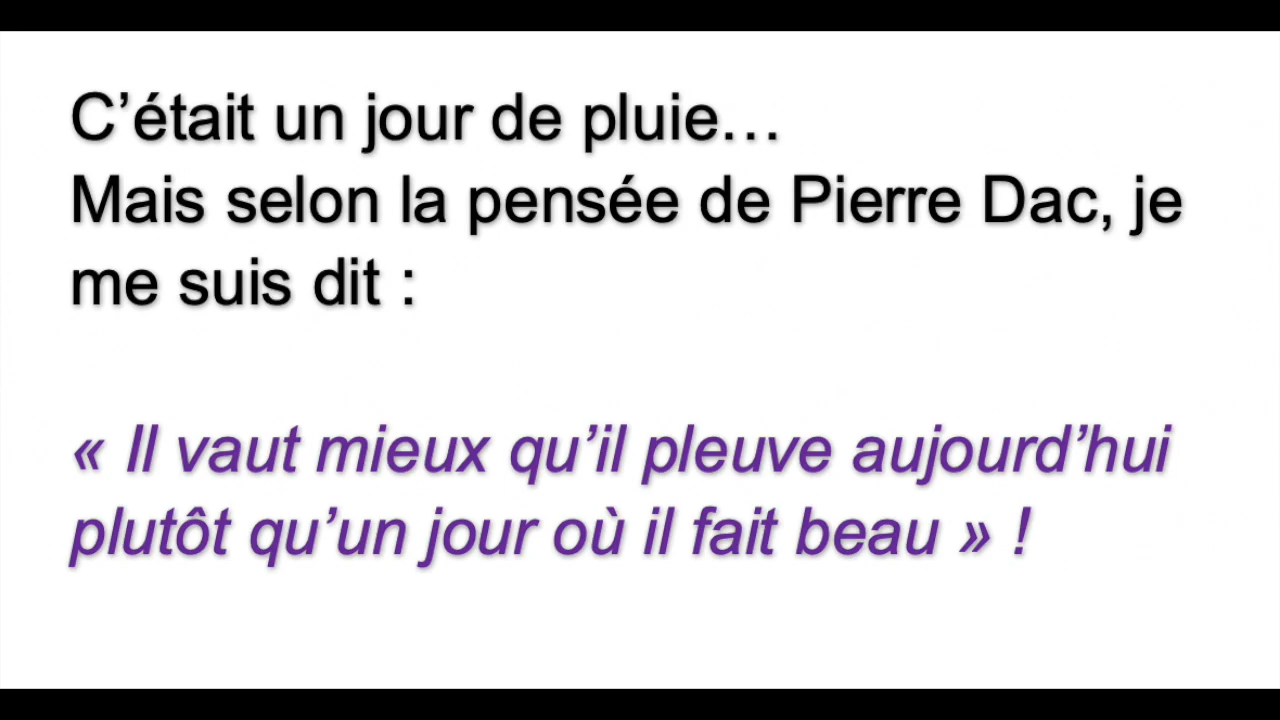 C’était un jour de pluie…
Mais selon la pensée de Pierre Dac, je
me suis dit :
« Il vaut mieux qu’il pleuve aujourd’hui
plutôt qu’un jour où il fait beau » !